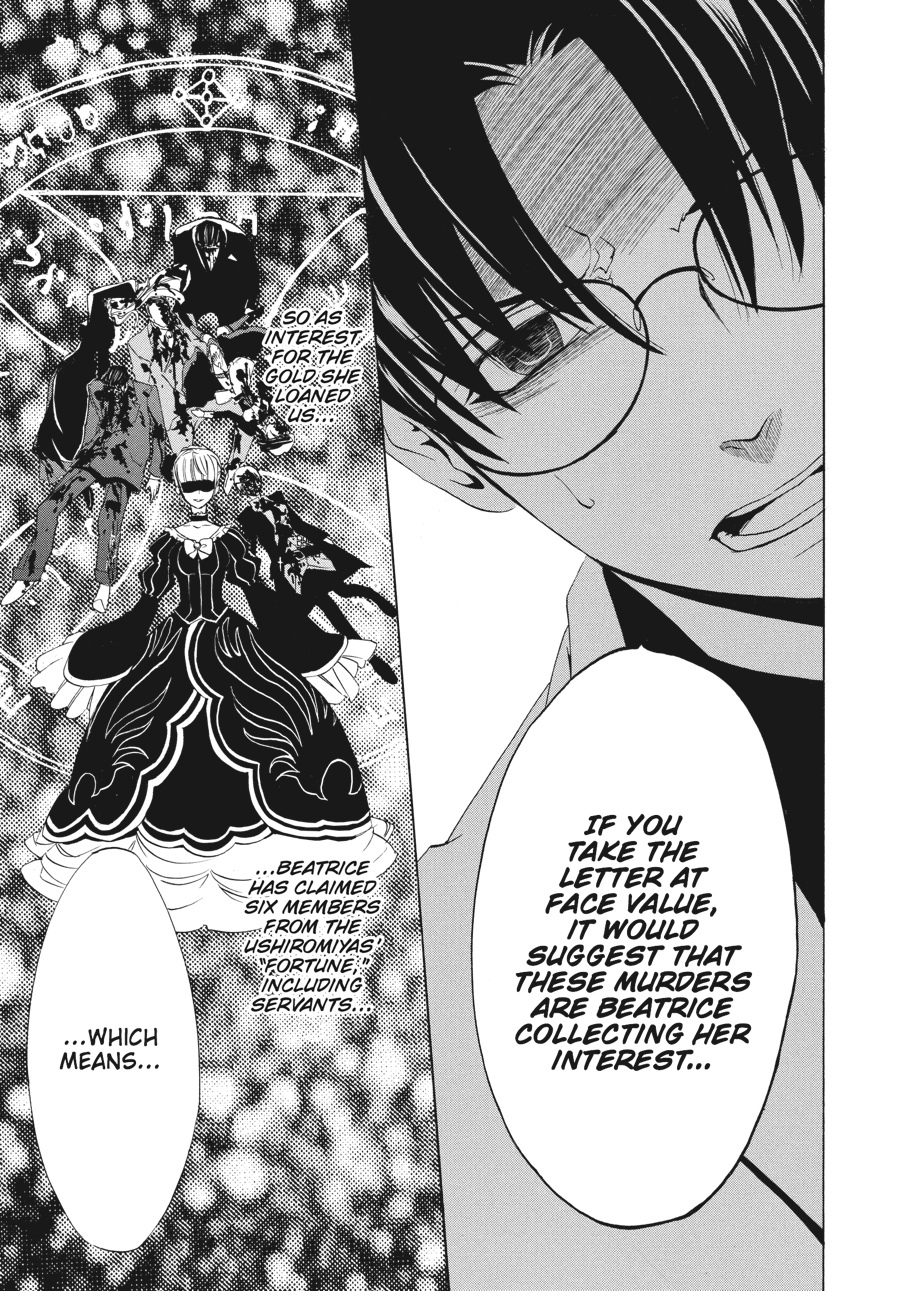 IF YOU
TAKE THE
LETTER AT
FACE VALUE,
IT WOULD
SUGGEST THAT
THESE MURDERS
ARE BEATRICE
COLLECTING HER
INTEREST...
SO AS
INTEREST
FOR THE
GOLD SHE
LOANED
US...
...BEATRICE
HAS CLAIMED
SIX MEMBERS
FROM THE
USHIROMIYAS'
"FORTUNE,"
INCLUDING
SERVANTS...
...WHICH
MEANS...